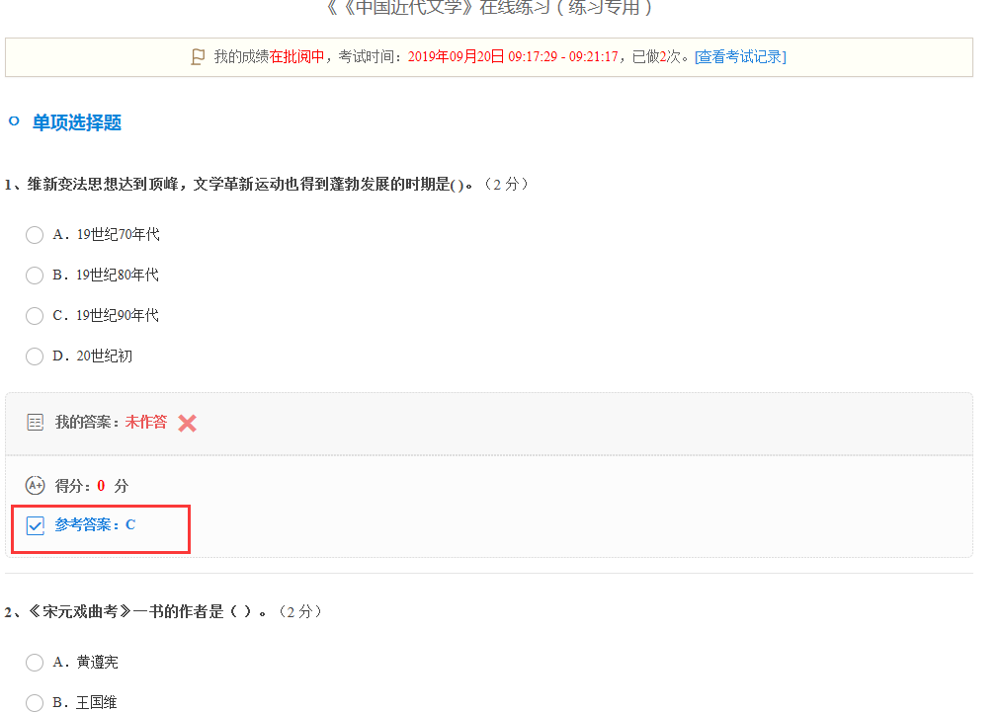 《《中国近代文学》在线练习（练习专用）
我的成绩在批阅中，考试时间：2019年09月20日 09:17:29 - 09:21:17，已做2次。[查看考试记录]
单项选择题
1、维新变法思想达到顶峰，文学革新运动也得到蓬勃发展的时期是( )。（2 分）
A．19世纪70年代
B．19世纪80年代
C．19世纪90年代
D．20世纪初
我的答案：未作答
A+ 得分：0 分
参考答案：C
2、《宋元戏曲考》一书的作者是（ ）。（2 分）
A．黄遵宪
B．王国维